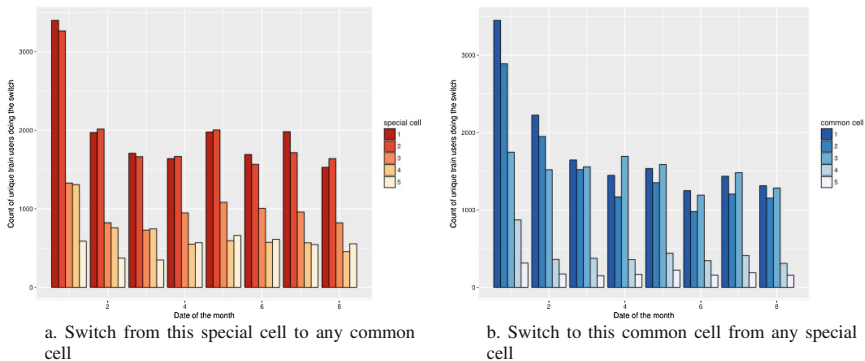 3000
2000
1000
0
2
4
6
8
Count of unique train users doing the switch
Date of the month
special cell
1
2
3
4
5
a. Switch from this special cell to any common
cell
3000
2000
1000
0
2
4
6
8
Count of unique train users doing the switch
Date of the month
common cell
1
2
3
4
5
b. Switch to this common cell from any special
cell